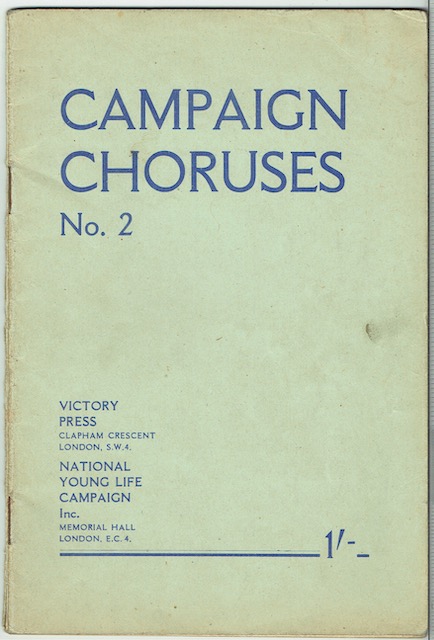 CAMPAIGN
CHORUSES
No. 2
VICTORY
PRESS
CLAPHAM CRESCENT
LONDON, S.W.4.
NATIONAL
YOUNG LIFE
CAMPAIGN
Inc.
MEMORIAL HALL
LONDON, E.C.4.
1/-